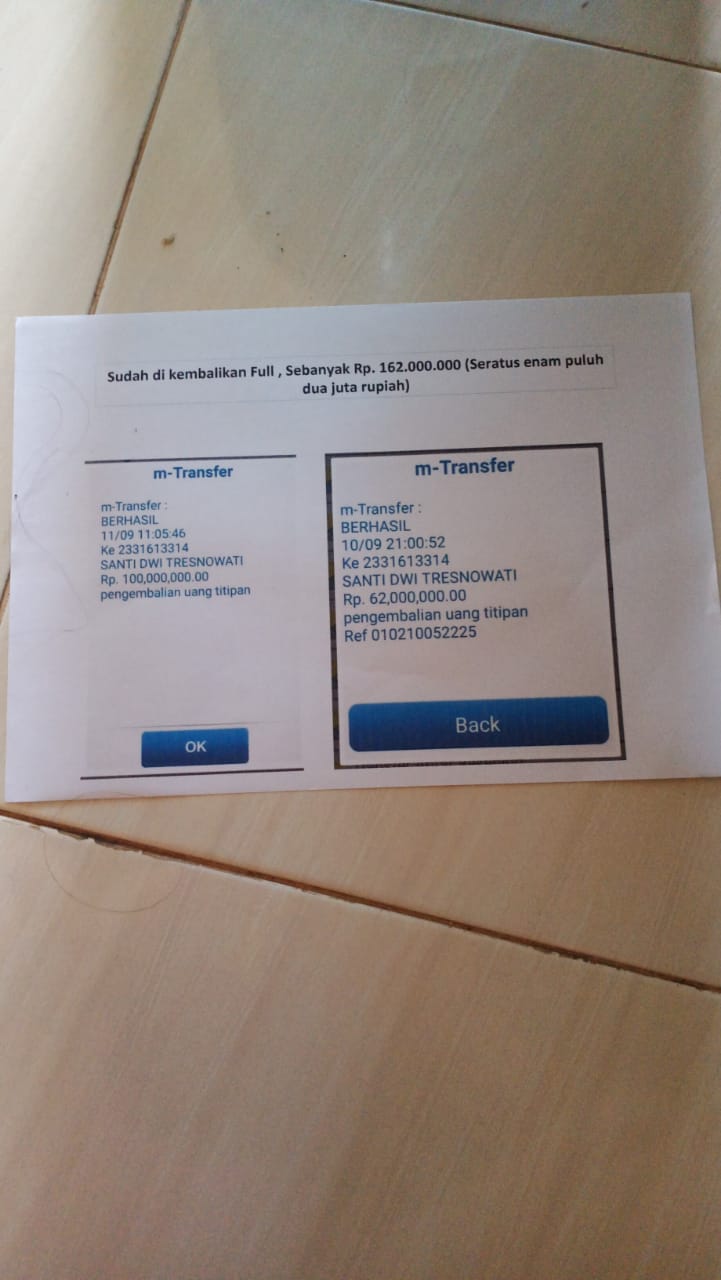 Sudah di kembalikan Full , Sebanyak Rp. 162.000.000 (Seratus enam puluh
dua juta rupiah)
m-Transfer
m-Transfer :
BERHASIL
11/09 11:05:46
Ke 2331613314
SANTI DWI TRESNOWATI
Rp. 100,000,000.00
pengembalian uang titipan
OK
m-Transfer
m-Transfer :
BERHASIL
10/09 21:00:52
Ke 2331613314
SANTI DWI TRESNOWATI
Rp. 62,000,000.00
pengembalian uang titipan
Ref 010210052225
Back